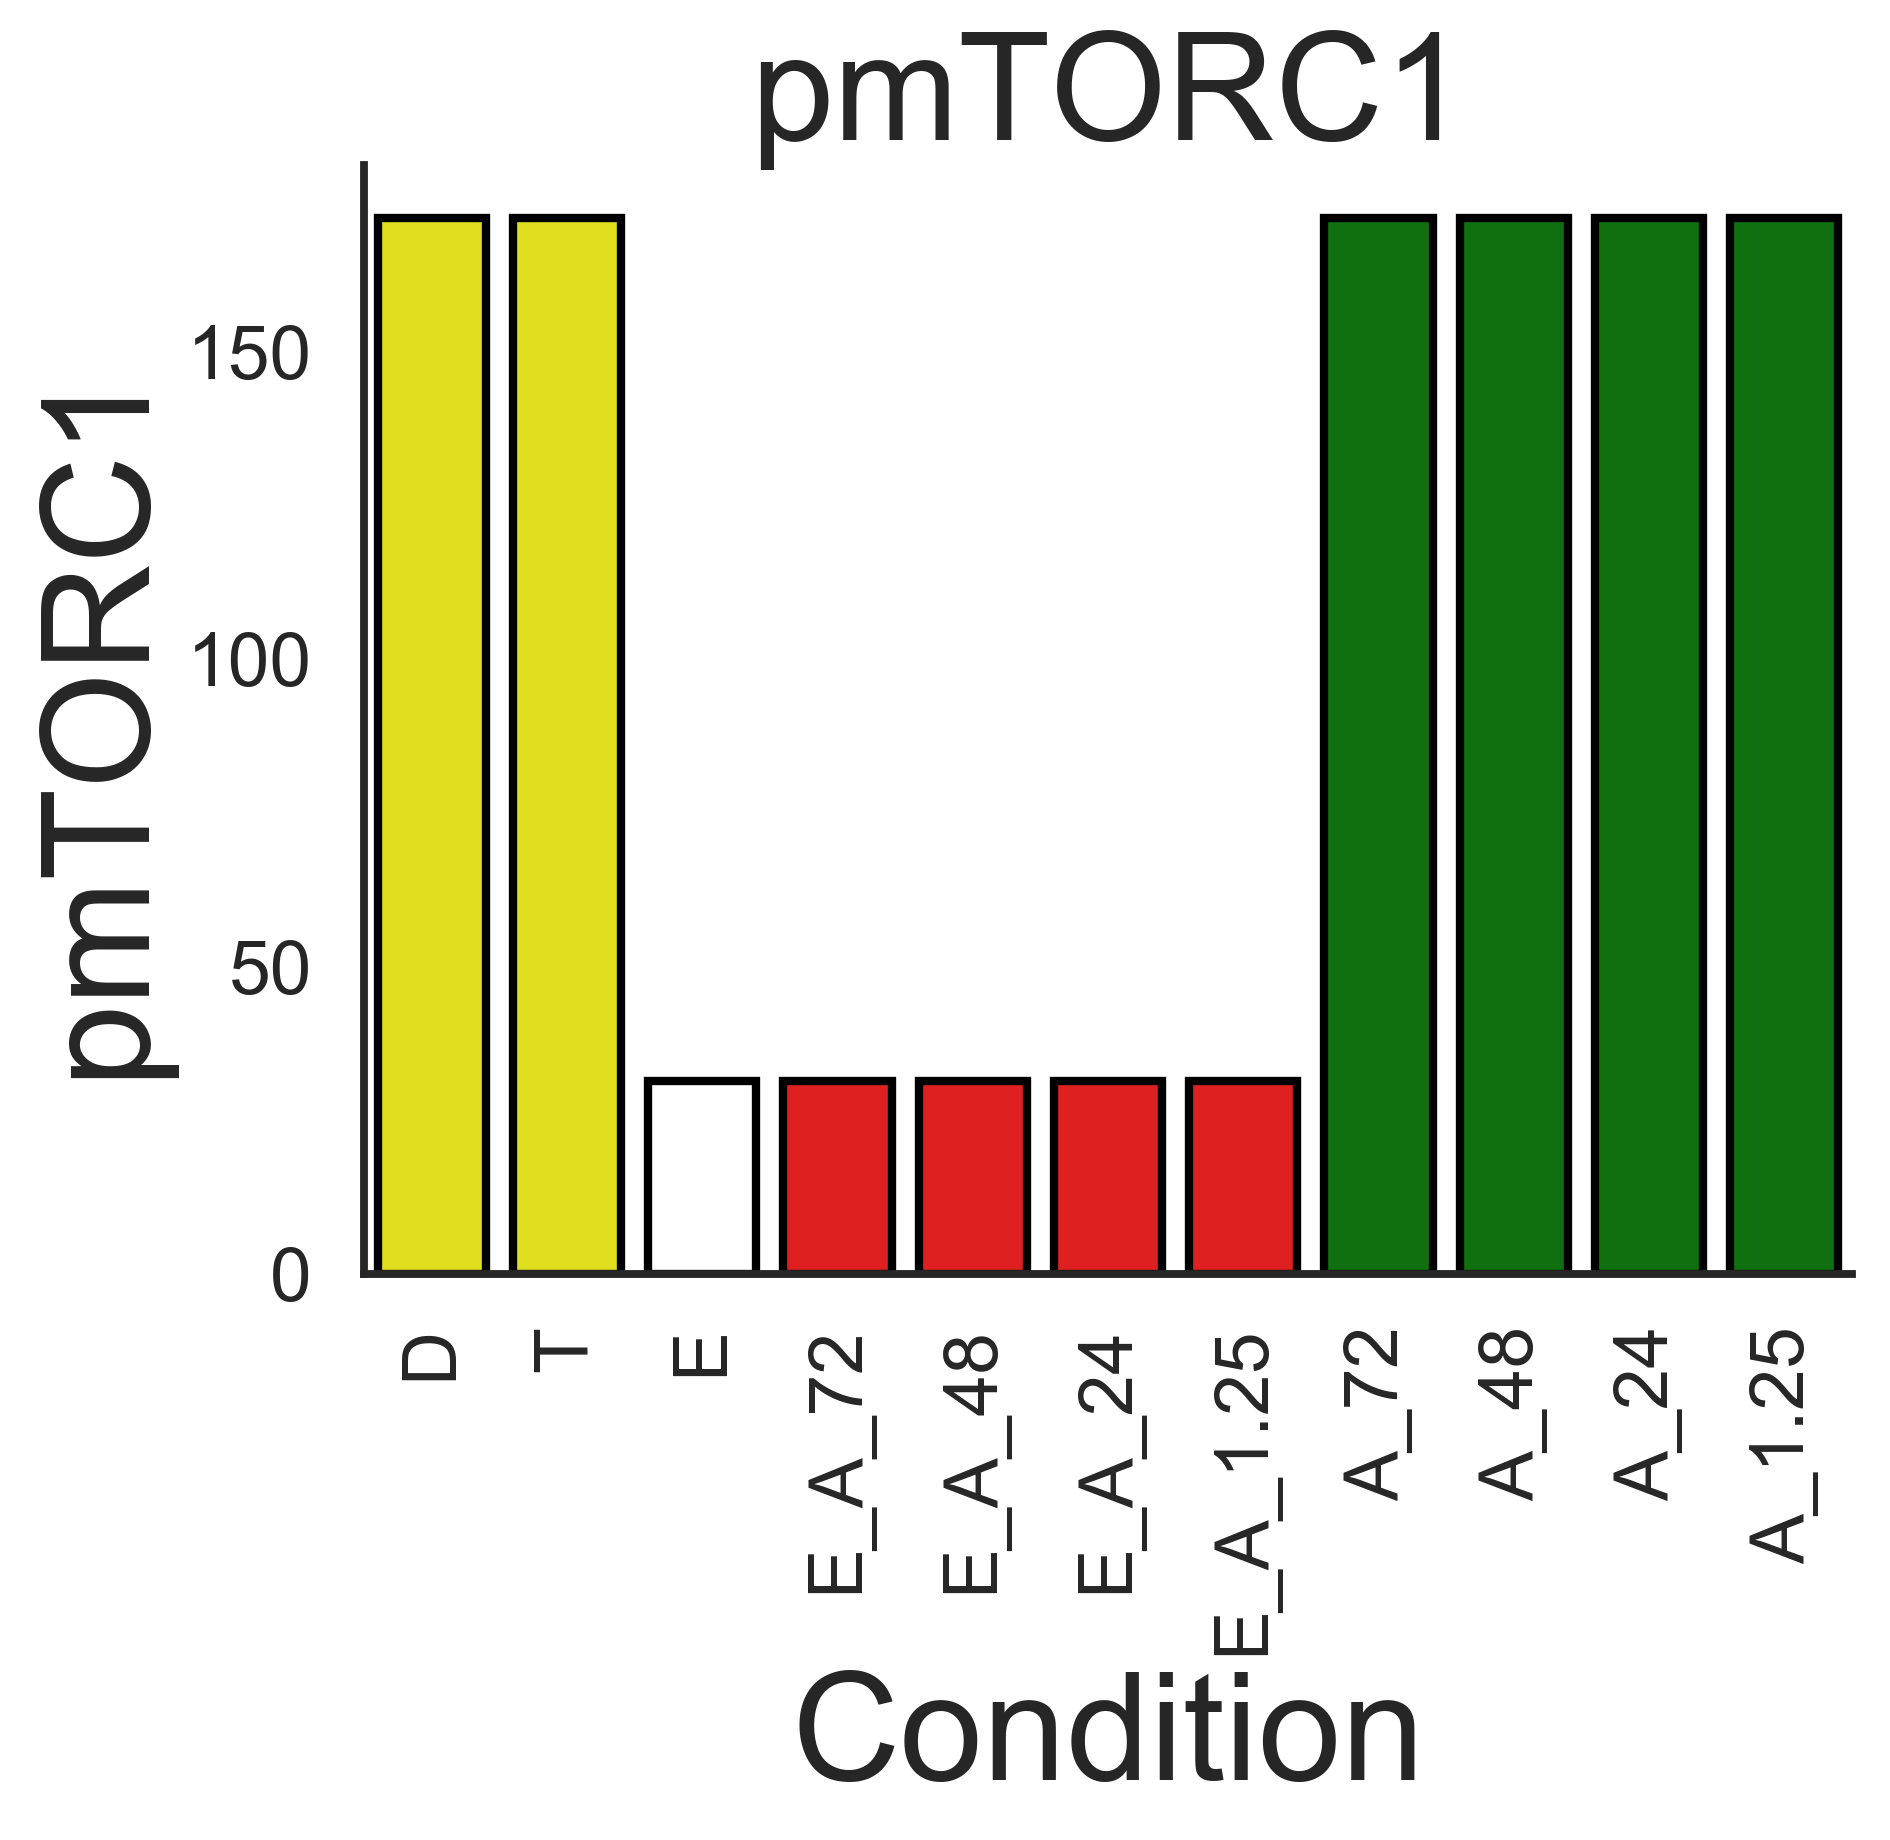 pmTORC1
pmTORC1
150
100
50
0
D
T
E
E_A_72
E_A_48
E_A_24
E_A_1.25
A_72
A_48
A_24
A_1.25
Condition